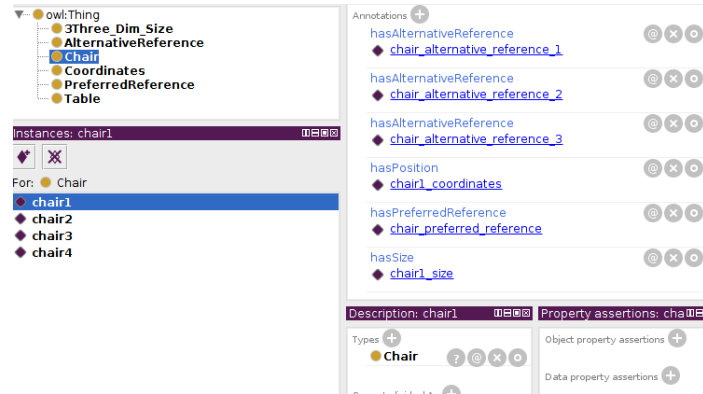 owl:Thing
3Three_Dim_Size
AlternativeReference
Chair
Coordinates
PreferredReference
Table
Instances: chair1
For: Chair
chair1
chair2
chair3
chair4
Annotations
hasAlternativeReference
chair_alternative_reference_1
hasAlternativeReference
chair_alternative_reference_2
hasAlternativeReference
chair_alternative_reference_3
hasPosition
chair1_coordinates
hasPreferredReference
chair_preferred_reference
hasSize
chair1_size
Description: chair1
Types
Chair
Property assertions: cha
Object property assertions
Data property assertions